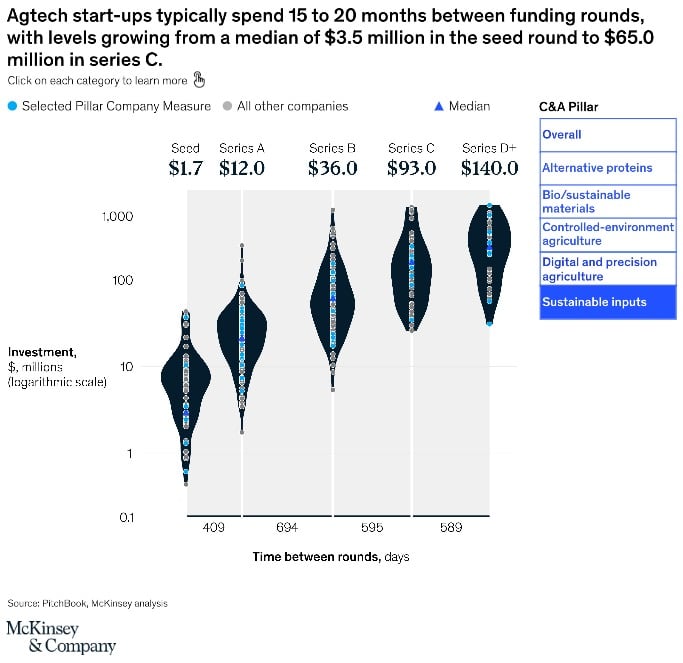 Agtech start-ups typically spend 15 to 20 months between funding rounds,
with levels growing from a median of $3.5 million in the seed round to $65.0
million in series C.
Click on each category to learn more
Selected Pillar Company Measure
All other companies
Median
C&A Pillar
Overall
Alternative proteins
Bio/sustainable
materials
Controlled-environment
agriculture
Digital and precision
agriculture
Sustainable inputs
Seed Series A Series B Series C Series D+
$1.7 $12.0 $36.0 $93.0 $140.0
1.000
100
Investment,
$, millions
(logarithmic scale)
10
1
0.1
409 694 595 589
Time between rounds, days
Source: PitchBook, McKinsey analysis
McKinsey
& Company